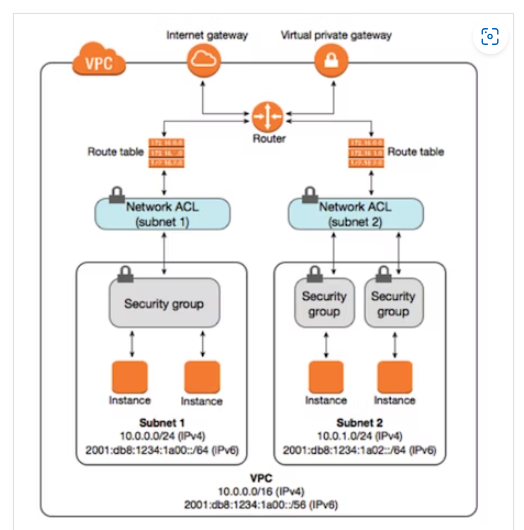 Internet gateway
Virtual private gateway
VPC
Router
Route table
Route table
Network ACL
(subnet 1)
Network ACL
(subnet 2)
Security group
Security
group
Security
group
Instance
Instance
Instance
Instance
Subnet 1
10.0.0.0/24 (IPv4)
2001:db8:1234:1a00::/64 (IPv6)
Subnet 2
10.0.1.0/24 (IPv4)
2001:db8:1234:1a02::/64 (IPv6)
VPC
10.0.0.0/16 (IPv4)
2001:db8:1234:1a00::/56 (IPv6)